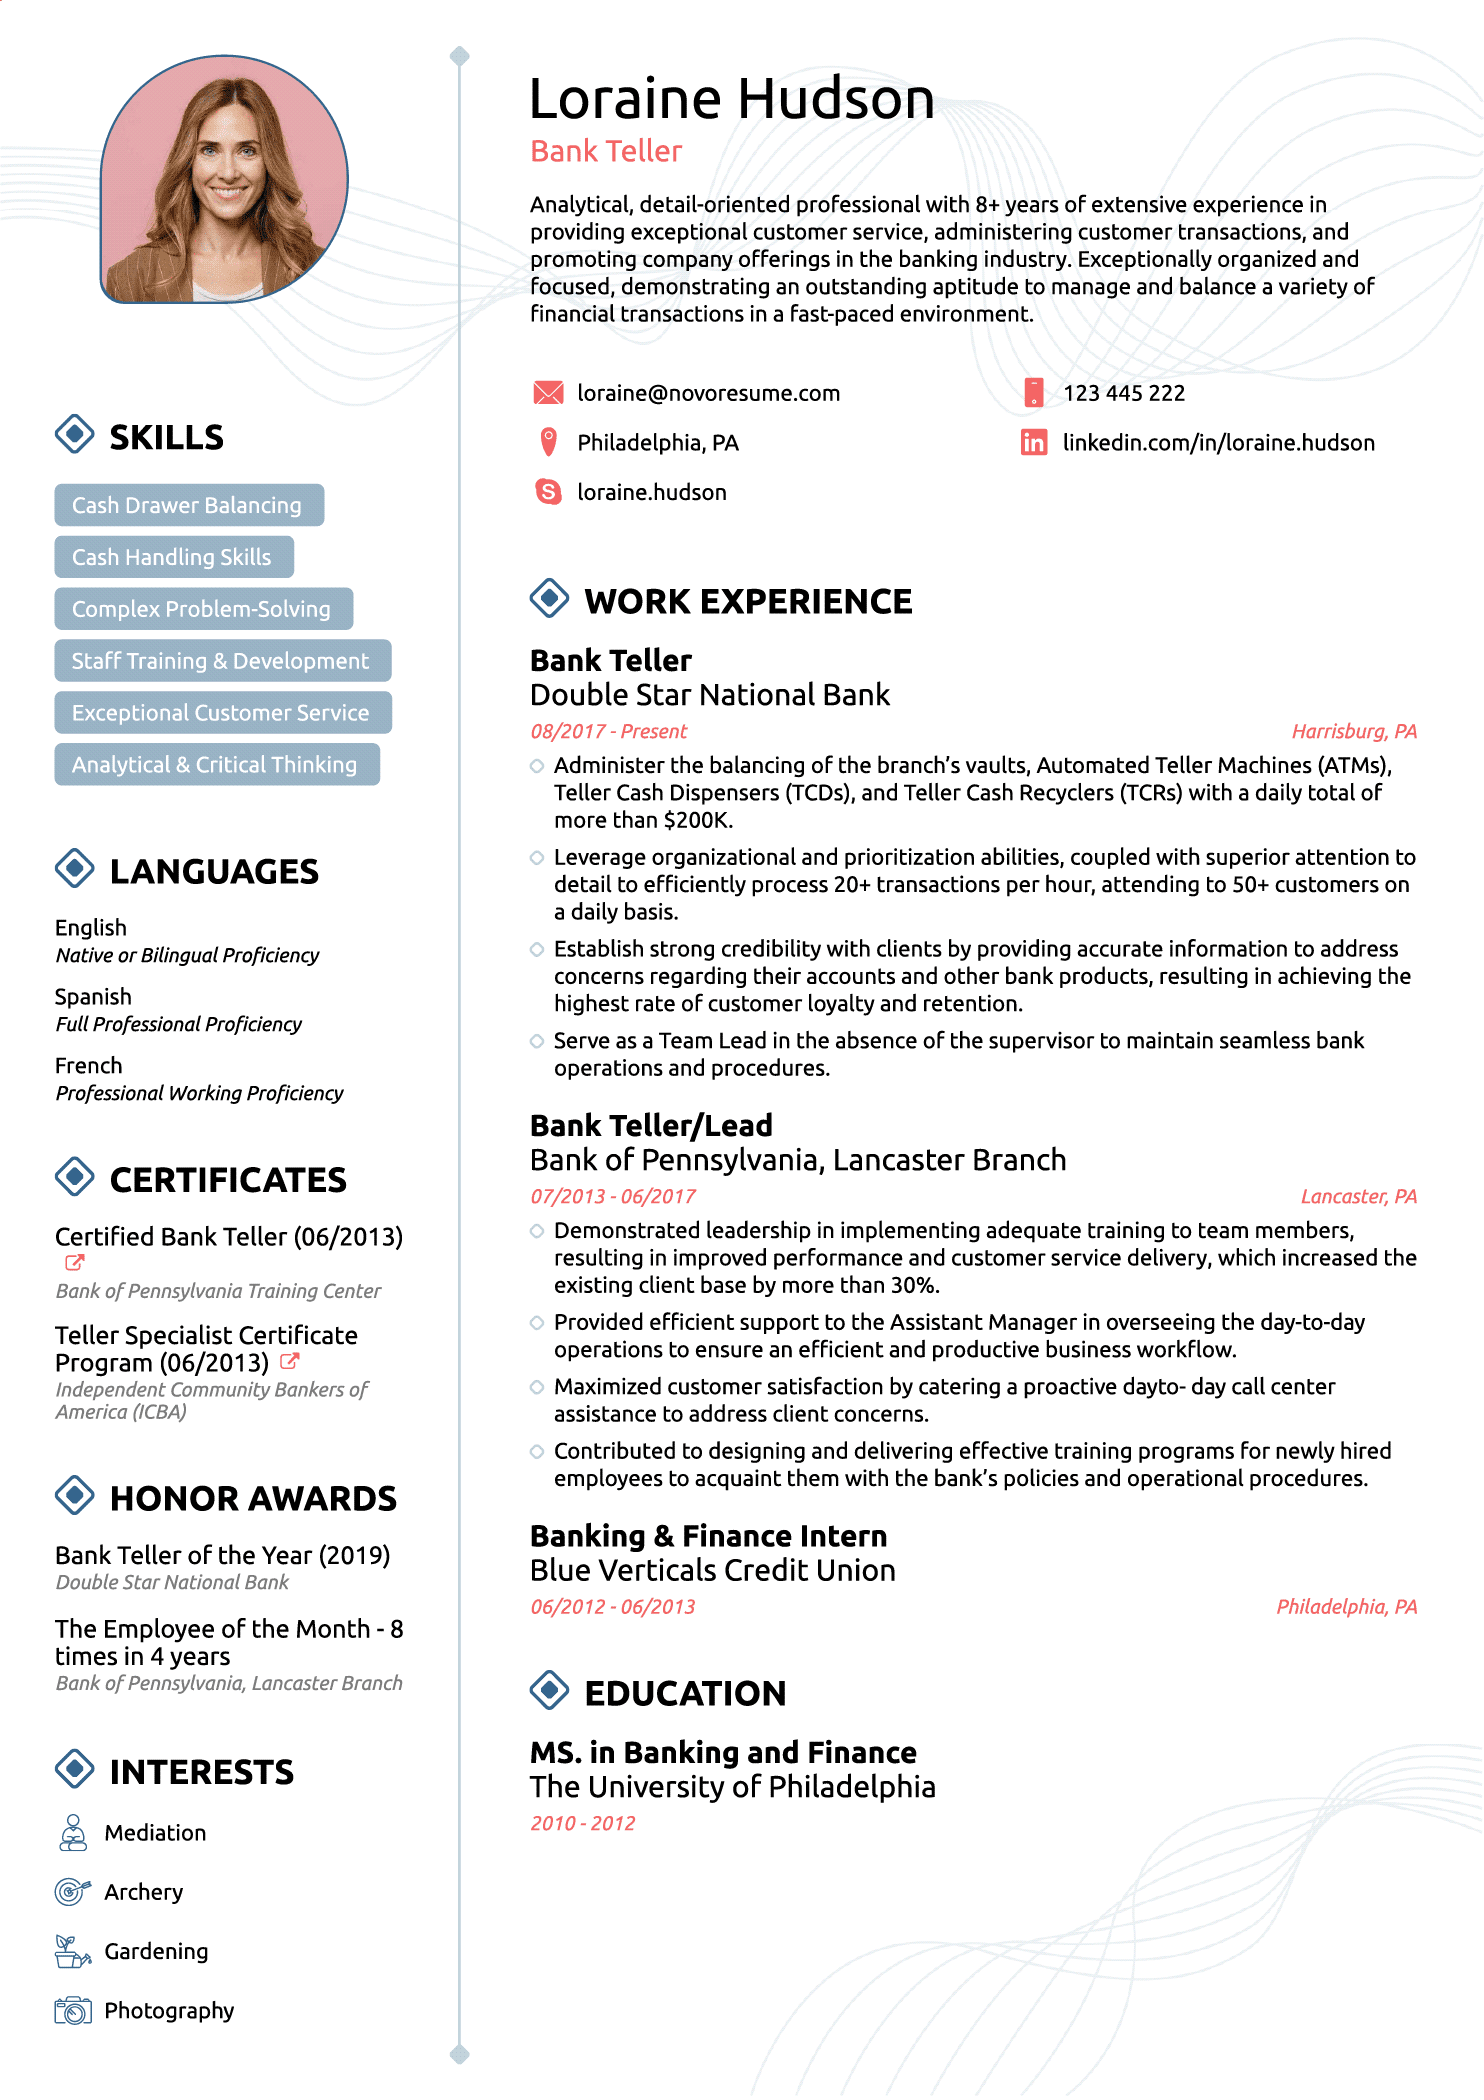 Loraine Hudson
Bank Teller
Analytical, detail-oriented professional with 8+ years of extensive experience in
providing exceptional customer service, administering customer transactions, and
promoting company offerings in the banking industry. Exceptionally organized and
focused, demonstrating an outstanding aptitude to manage and balance a variety of
financial transactions in a fast-paced environment.
loraine@novoresume.com
123 445 222
Philadelphia, PA
linkedin.com/in/loraine.hudson
loraine.hudson
SKILLS
Cash Drawer Balancing
Cash Handling Skills
Complex Problem-Solving
Staff Training & Development
Exceptional Customer Service
Analytical & Critical Thinking
LANGUAGES
English
Native or Bilingual Proficiency
Spanish
Full Professional Proficiency
French
Professional Working Proficiency
CERTIFICATES
Certified Bank Teller (06/2013)
Bank of Pennsylvania Training Center
Teller Specialist Certificate
Program (06/2013)
Independent Community Bankers of
America (ICBA)
HONOR AWARDS
Bank Teller of the Year (2019)
Double Star National Bank
The Employee of the Month - 8
times in 4 years
Bank of Pennsylvania, Lancaster Branch
INTERESTS
Mediation
Archery
Gardening
Photography
WORK EXPERIENCE
Bank Teller
Double Star National Bank
08/2017 - Present
Harrisburg, PA
Administer the balancing of the branch's vaults, Automated Teller Machines (ATMs),
Teller Cash Dispensers (TCDs), and Teller Cash Recyclers (TCRs) with a daily total of
more than $200K.
Leverage organizational and prioritization abilities, coupled with superior attention to
detail to efficiently process 20+ transactions per hour, attending to 50+ customers on
a daily basis.
Establish strong credibility with clients by providing accurate information to address
concerns regarding their accounts and other bank products, resulting in achieving the
highest rate of customer loyalty and retention.
Serve as a Team Lead in the absence of the supervisor to maintain seamless bank
operations and procedures.
Bank Teller/Lead
Bank of Pennsylvania, Lancaster Branch
07/2013 - 06/2017
Lancaster, PA
Demonstrated leadership in implementing adequate training to team members,
resulting in improved performance and customer service delivery, which increased the
existing client base by more than 30%.
Provided efficient support to the Assistant Manager in overseeing the day-to-day
operations to ensure an efficient and productive business workflow.
Maximized customer satisfaction by catering a proactive dayto- day call center
assistance to address client concerns.
Contributed to designing and delivering effective training programs for newly hired
employees to acquaint them with the bank's policies and operational procedures.
Banking & Finance Intern
Blue Verticals Credit Union
06/2012 - 06/2013
Philadelphia, PA
EDUCATION
MS. in Banking and Finance
The University of Philadelphia
2010 - 2012